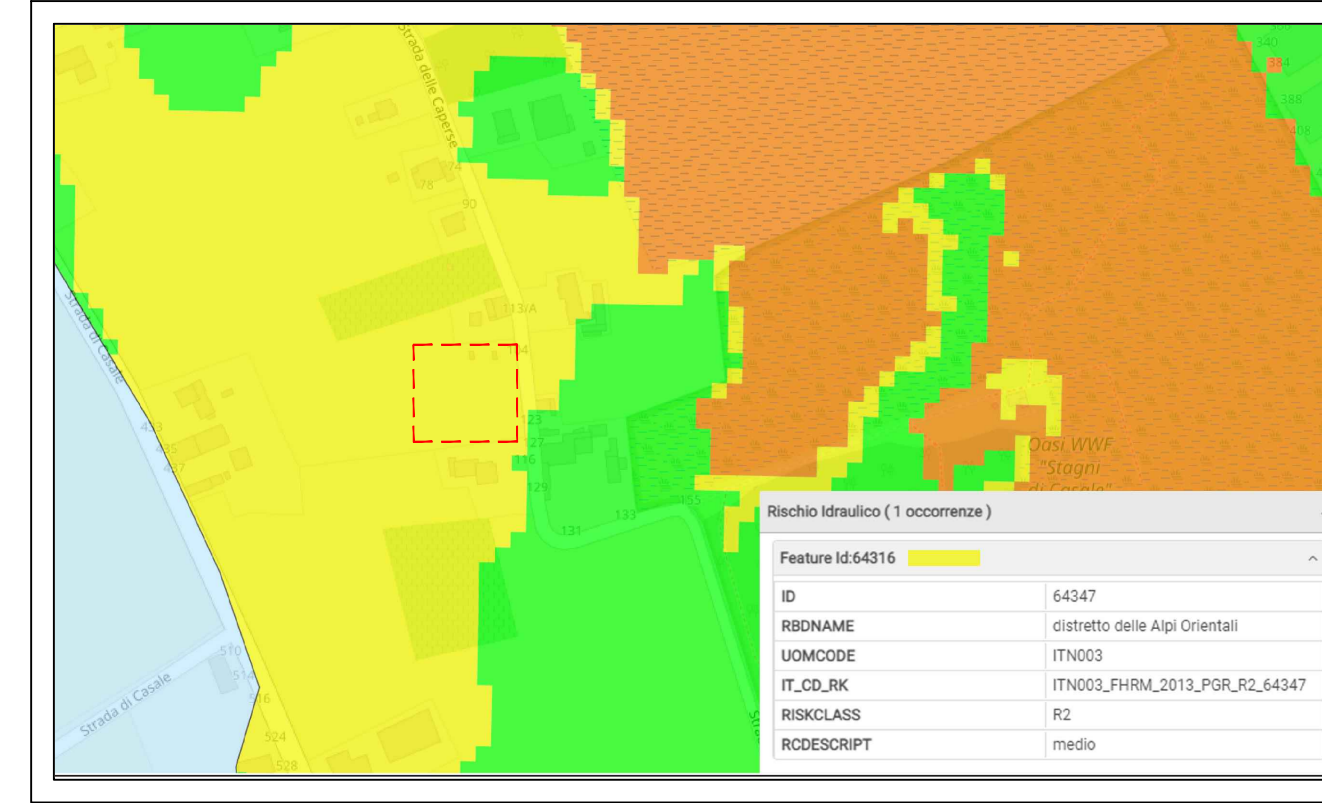 Strada delle Caperse
340
384
388
408
74
78
90
113/A
104
Strada di Casale
123
127
116
129
433
435
437
131
133
155
Oasi WWF
"Stagni
di Casale"
510
514
516
524
528
Strada di Casale
Rischio Idraulico ( 1 occorrenze )
Feature Id:64316
ID 64347
RBDNAME distretto delle Alpi Orientali
UOMCODE ITN003
IT_CD_RK ITN003_FHRM_2013_PGR_R2_64347
RISKCLASS R2
RCDESCRIPT medio